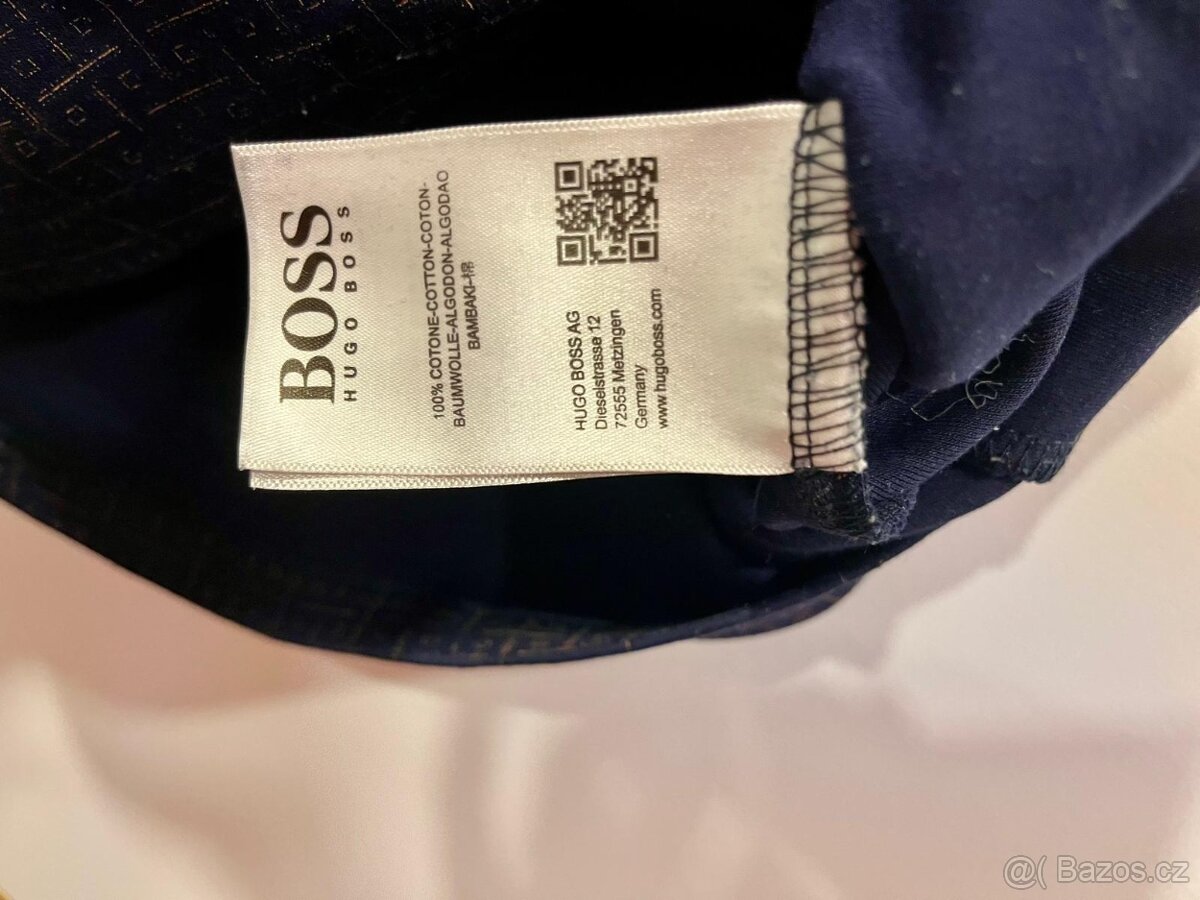 BOSS
HUGO BOSS
100% COTONE-COTTON-COTON-
BAUMWOLLE-ALGODON-ALGODAO
BAMBAKI-棉
HUGO BOSS AG
Dieselstrasse 12
72555 Metzingen
Germany
www.hugoboss.com
@( Bazos.cz